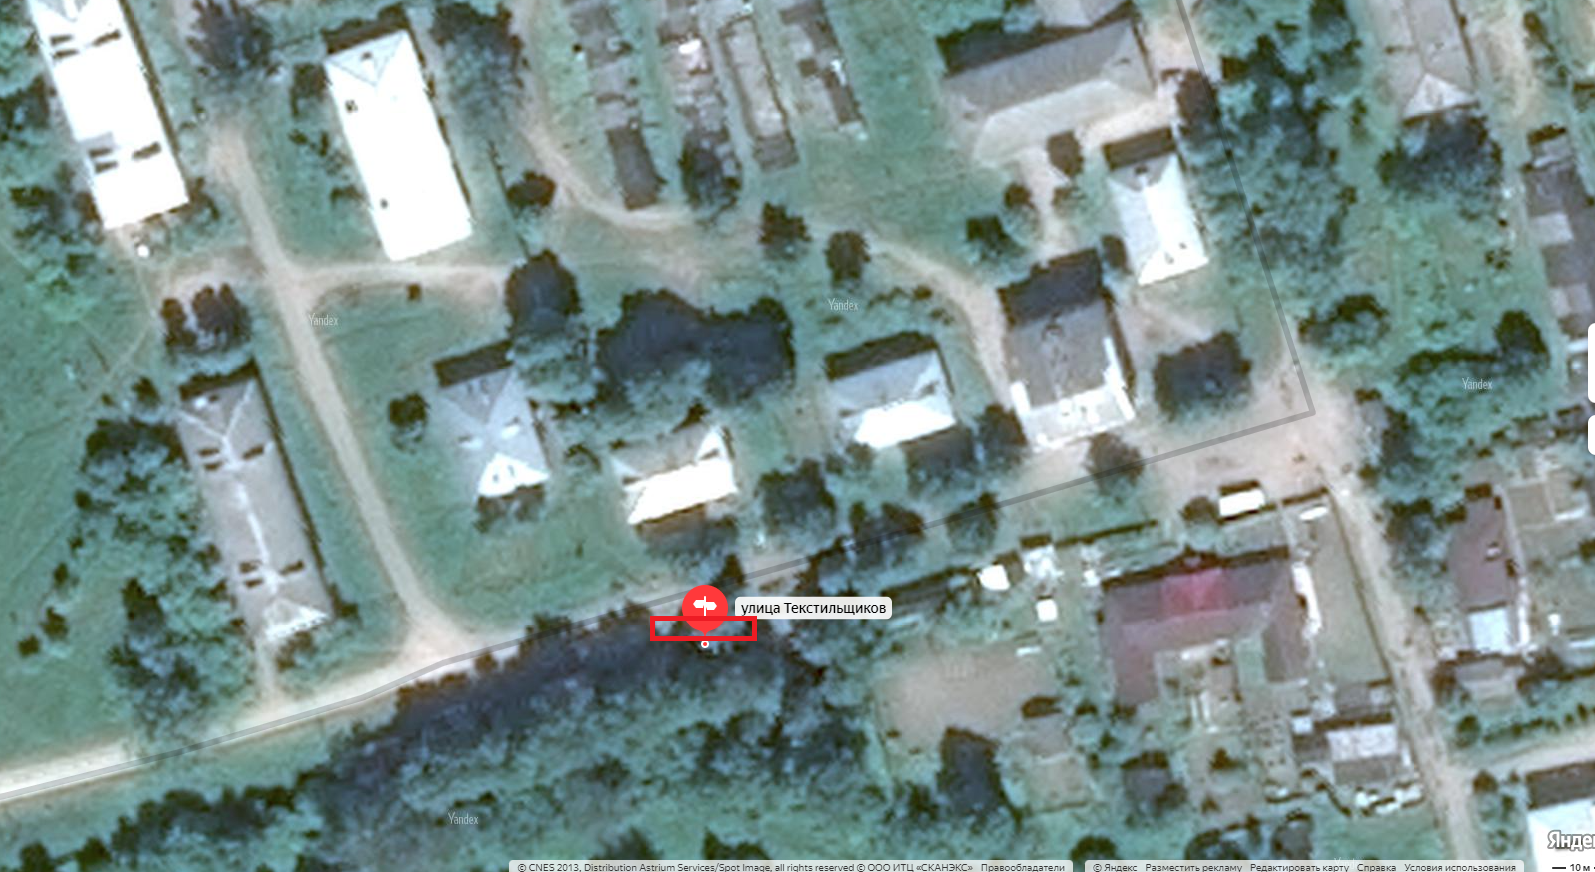 Yandex
Yandex
Yandex
улица Текстильщиков
Yandex
© CNES 2013, Distribution Astrium Services/Spot Image, all rights reserved © ООО ИТЦ «СКАНЭКС» Правообладатели
© Яндекс Разместить рекламу Редактировать карту Справка Условия использования
10 м